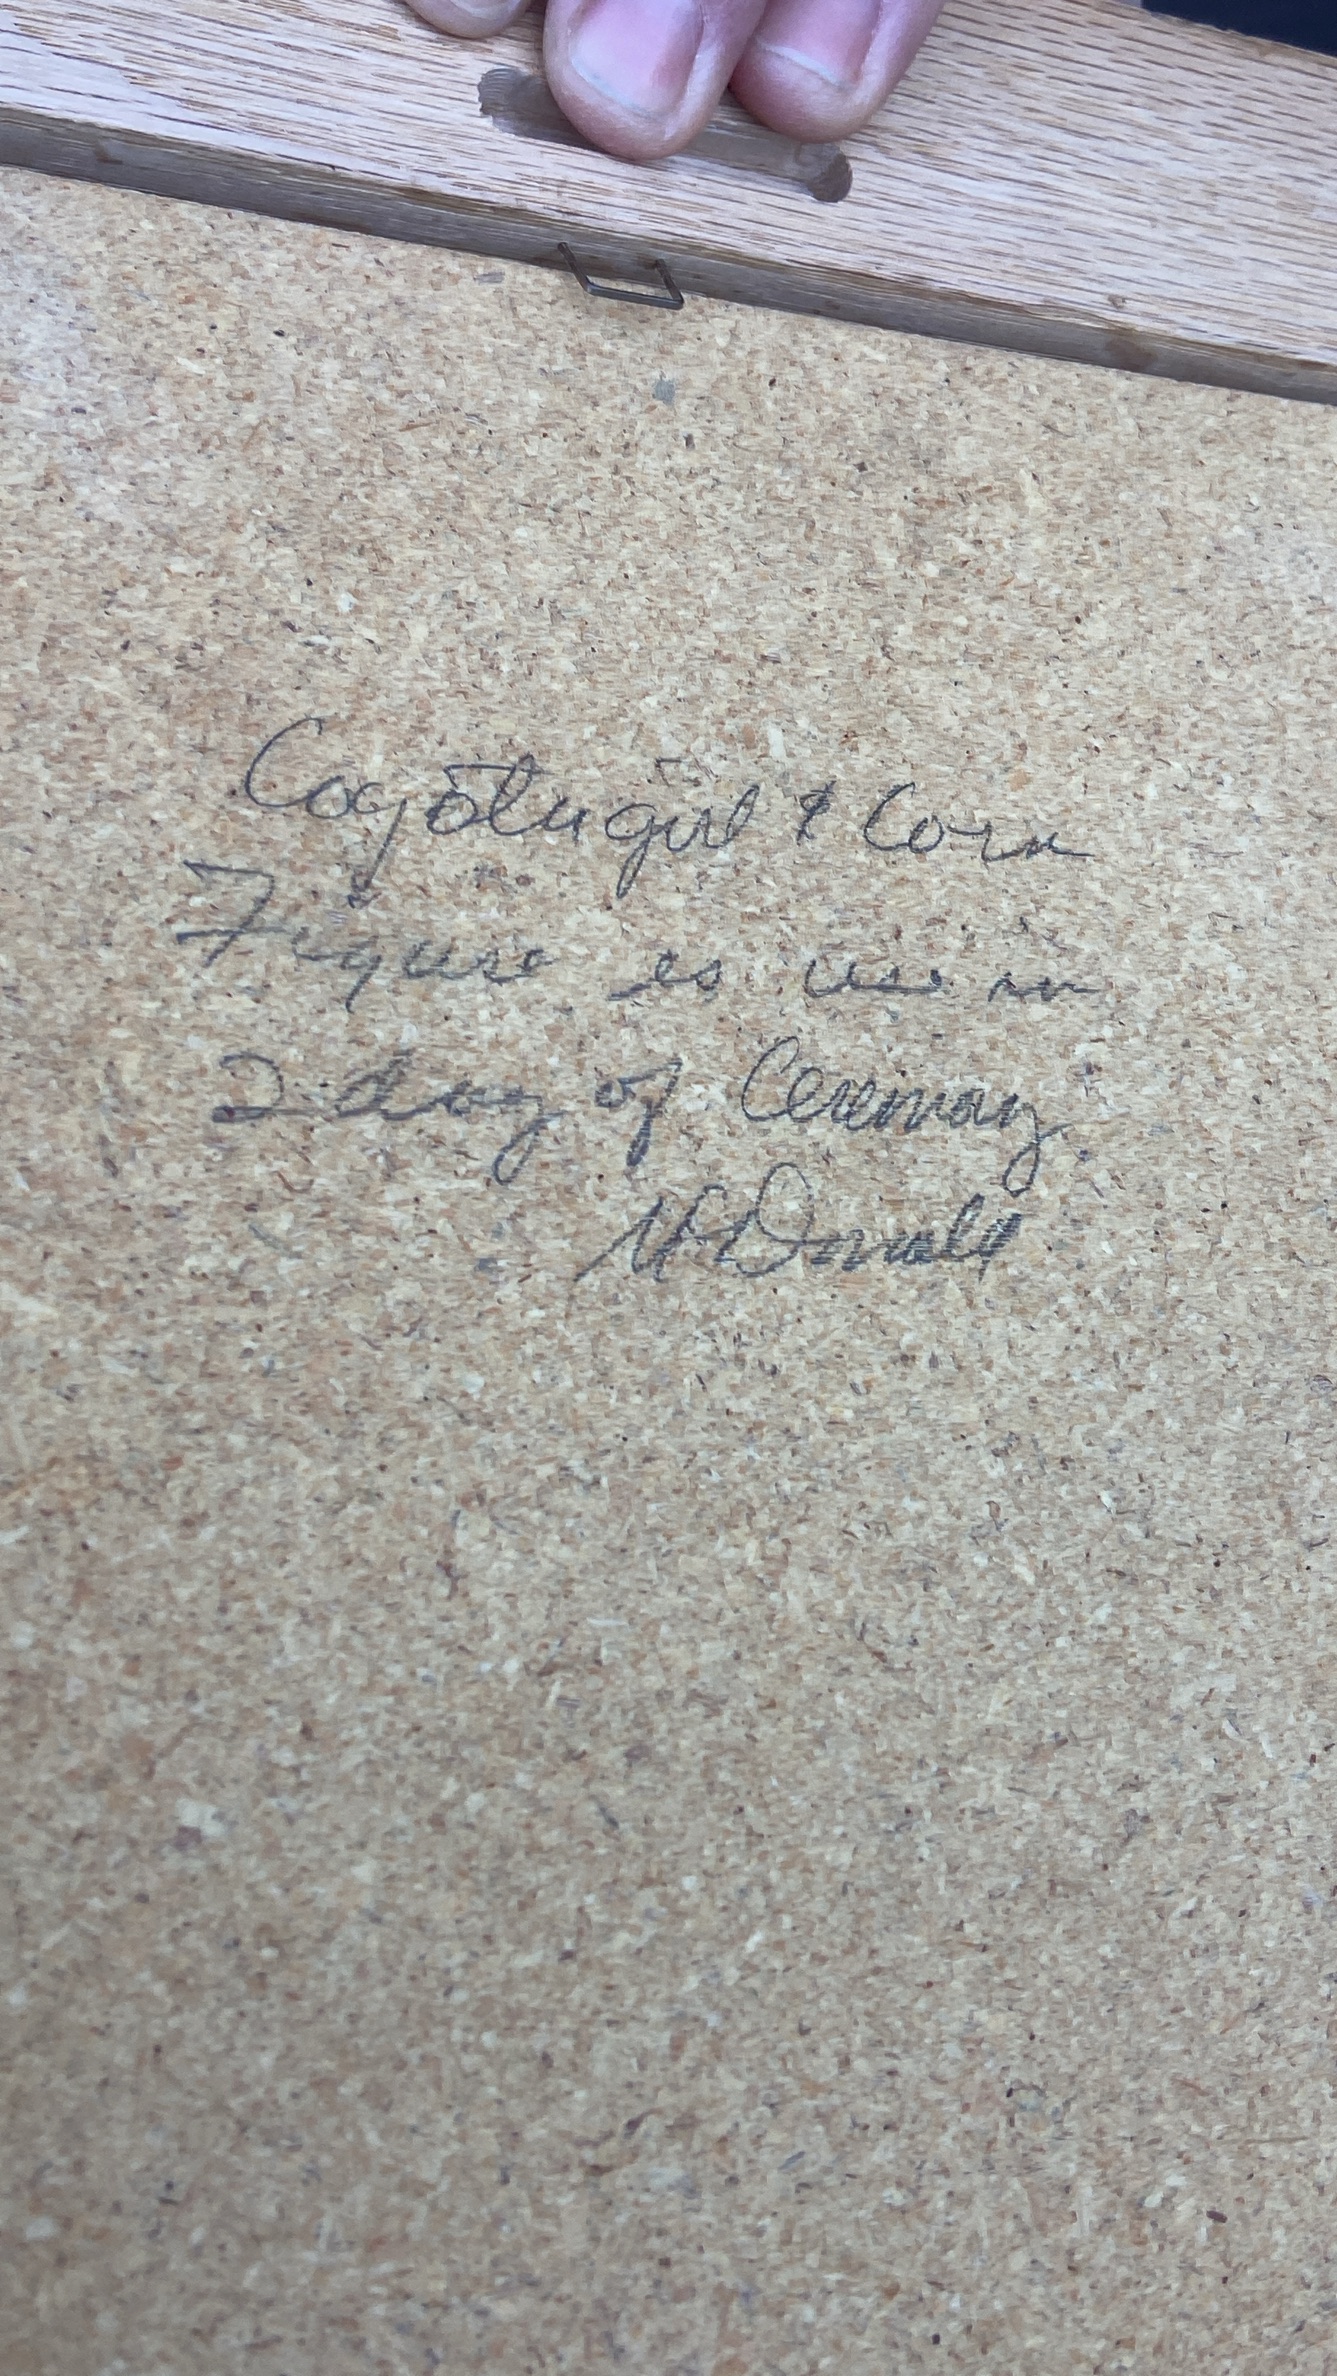 Coyote girl & Corn
Figure is use in
2 day of Ceremony.
McDonald